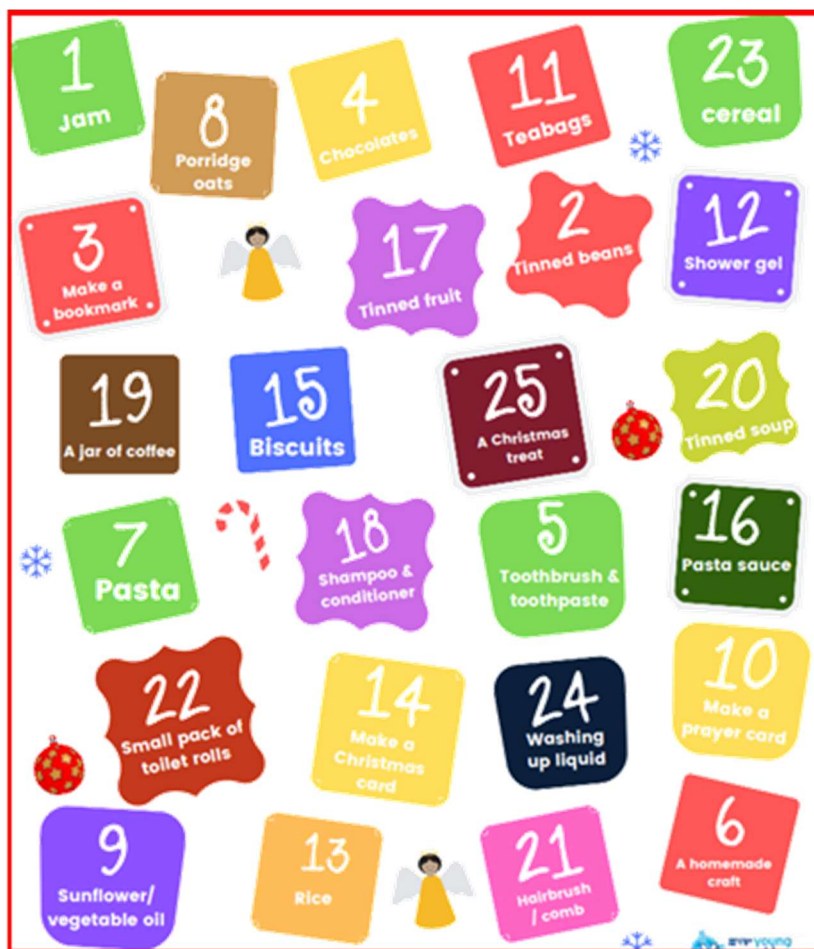 1
Jam
8
Porridge
oats
4
Chocolates
11
Teabags
23
cereal
3
Make a
bookmark
17
Tinned fruit
2
Tinned beans
12
Shower gel
19
A jar of coffee
15
Biscuits
25
A Christmas
treat
20
Tinned soup
7
Pasta
18
Shampoo &
conditioner
5
Toothbrush &
toothpaste
16
Pasta sauce
22
Small pack of
toilet rolls
14
Make a
Christmas
card
24
Washing
up liquid
10
Make a
prayer card
9
Sunflower/
vegetable oil
13
Rice
21
Hairbrush
/ comb
6
A homemade
craft
young